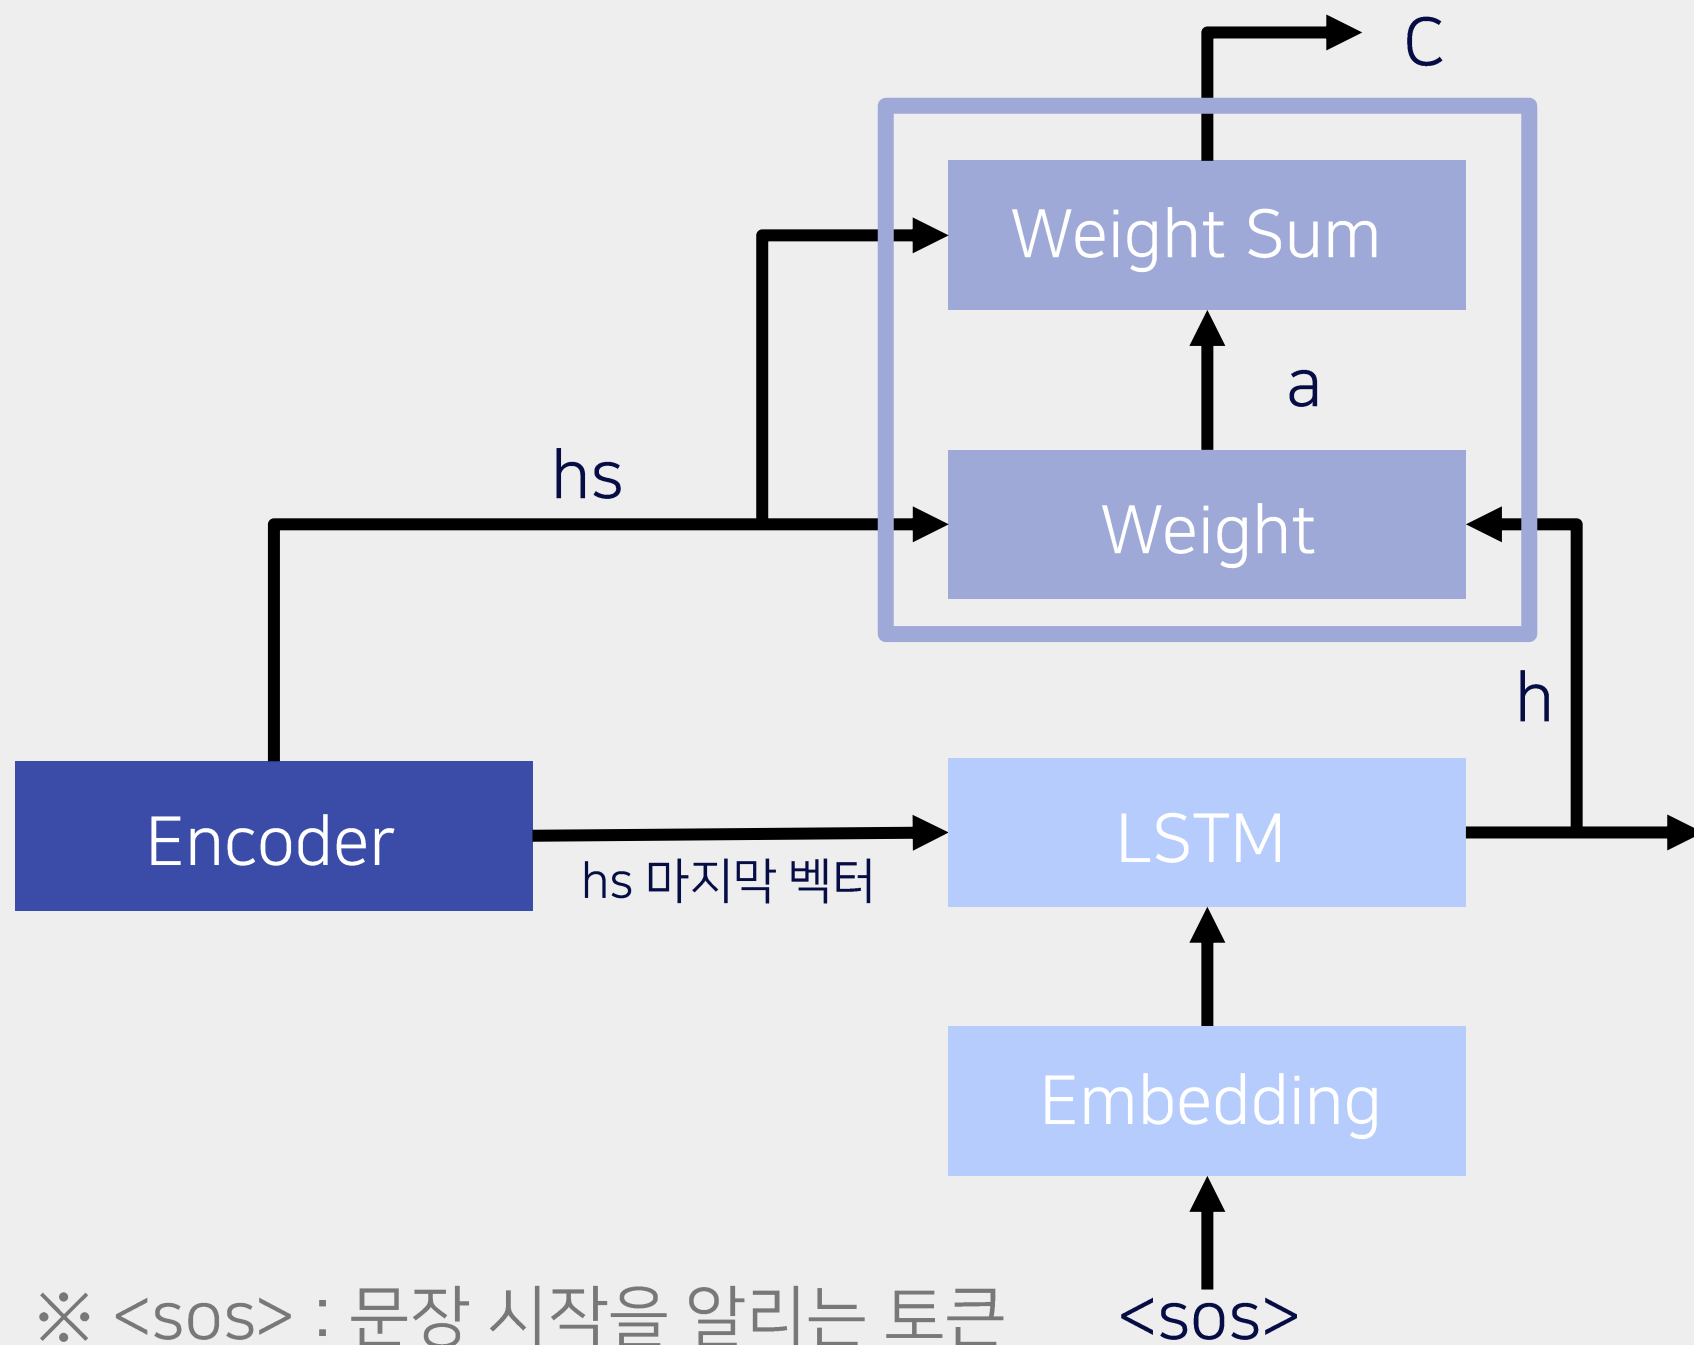 C
Weight Sum
a
hs
Weight
h
Encoder
LSTM
hs 마지막 벡터
Embedding
※ <sos> : 문장 시작을 알리는 토큰
<sos>